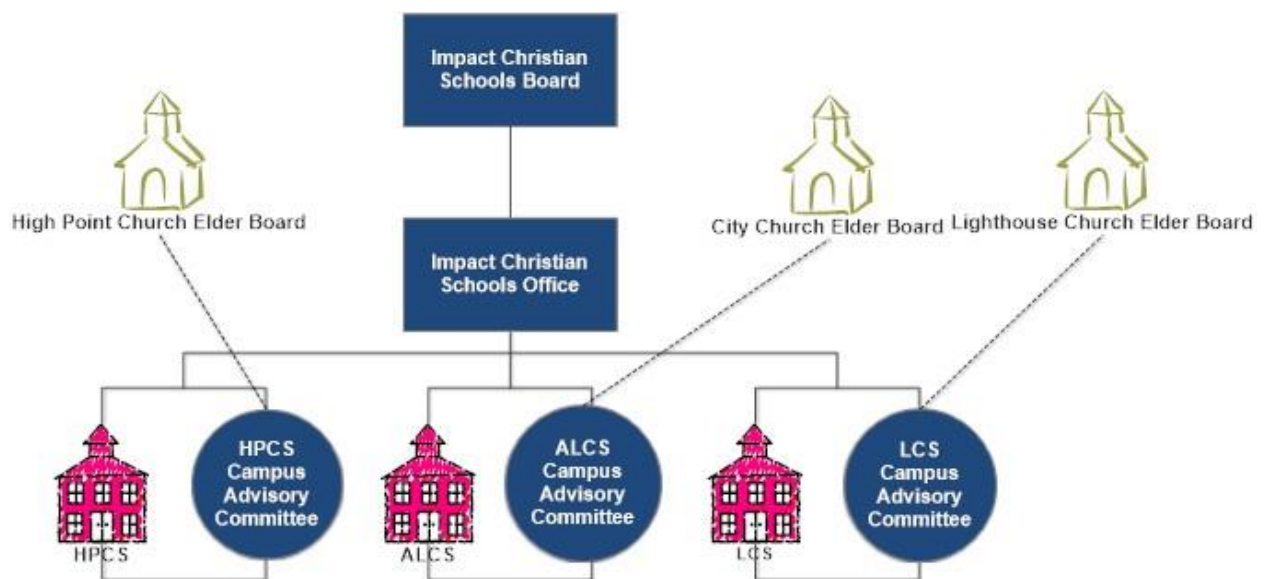 Impact Christian
Schools Board
High Point Church Elder Board
City Church Elder Board
Lighthouse Church Elder Board
Impact Christian
Schools Office
HPCS
Campus
Advisory
Committee
ALCS
Campus
Advisory
Committee
LCS
Campus
Advisory
Committee
HPCS
ALCS
LCS